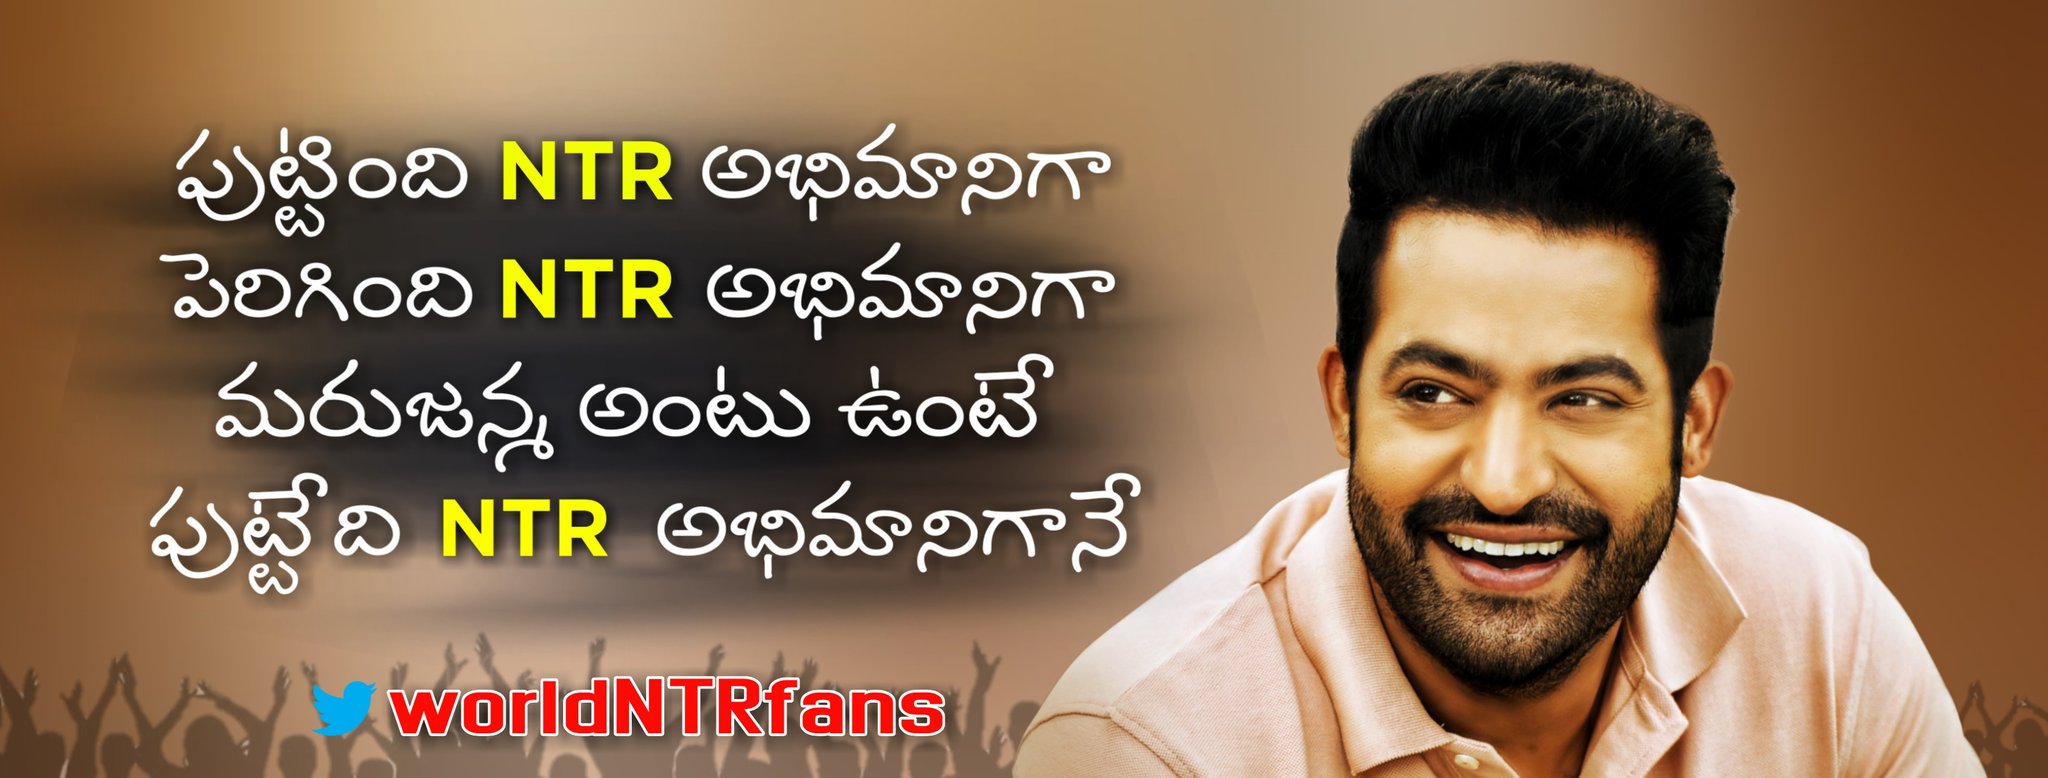 పుట్టింది NTR అభిమానిగా
పెరిగింది NTR అభిమానిగా
మరుజన్మ అంటు ఉంటే
పుట్టేది NTR అభిమానిగానే
worldNTRfans